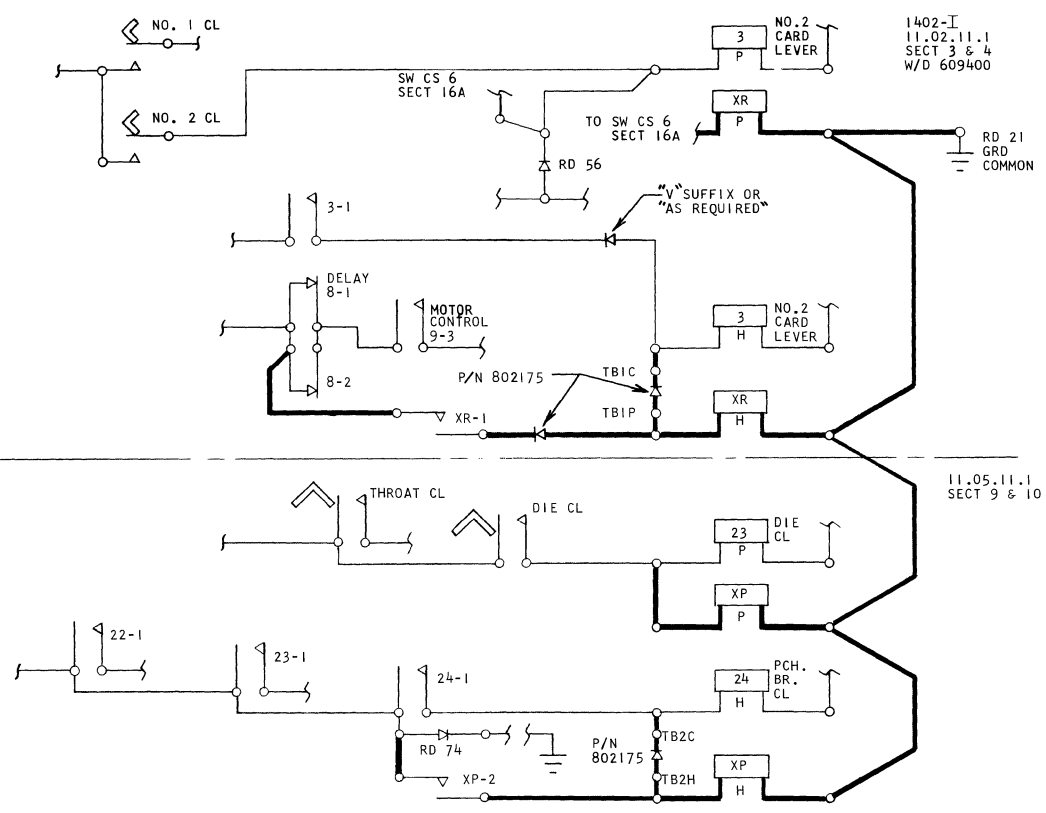 NO. 1 CL
NO. 2 CL
SW CS 6
SECT 16A
3
P
NO.2
CARD
LEVER
1402-I
11.02.11.1
SECT 3 & 4
W/D 609400
XR
P
TO SW CS 6
SECT 16A
RD 21
GRD
COMMON
RD 56
"V" SUFFIX OR
"AS REQUIRED"
3-1
DELAY
8-1
MOTOR
CONTROL
9-3
8-2
3
H
NO.2
CARD
LEVER
P/N 802175
TB1C
TB1P
XR-1
XR
H
11.05.11.1
SECT 9 & 10
THROAT CL
DIE CL
23
P
DIE
CL
XP
P
22-1
23-1
24-1
24
H
PCH.
BR.
CL
RD 74
P/N
802175
TB2C
TB2H
XP-2
XP
H